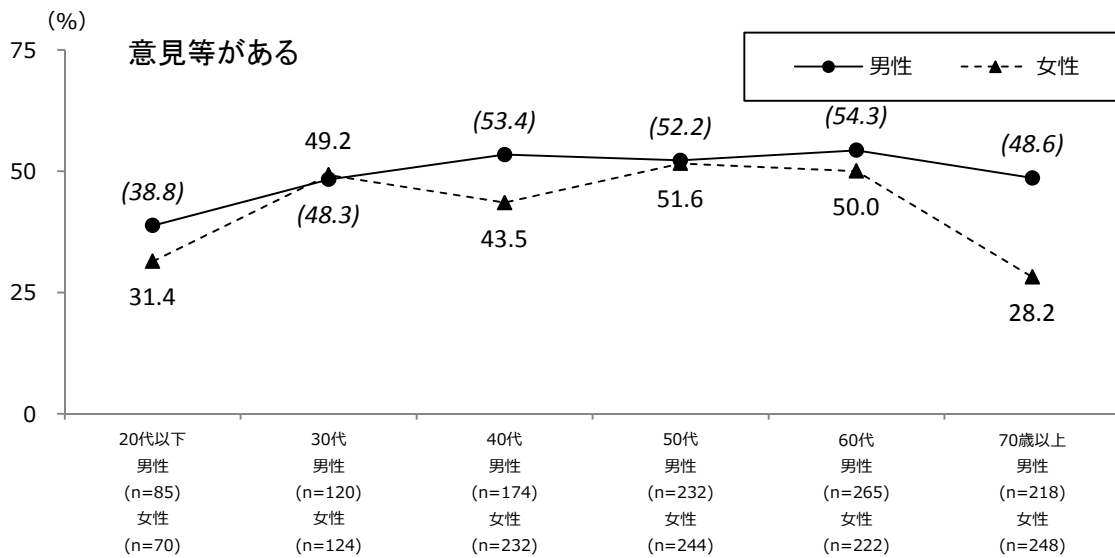 (%)
意見等がある
男性 女性
75
50
25
0
(38.8)
49.2
(53.4)
(52.2)
(54.3)
(48.6)
31.4
(48.3)
43.5
51.6
50.0
28.2
20代以下 30代 40代 50代 60代 70歳以上
男性 男性 男性 男性 男性 男性
(n=85) (n=120) (n=174) (n=232) (n=265) (n=218)
女性 女性 女性 女性 女性 女性
(n=70) (n=124) (n=232) (n=244) (n=222) (n=248)